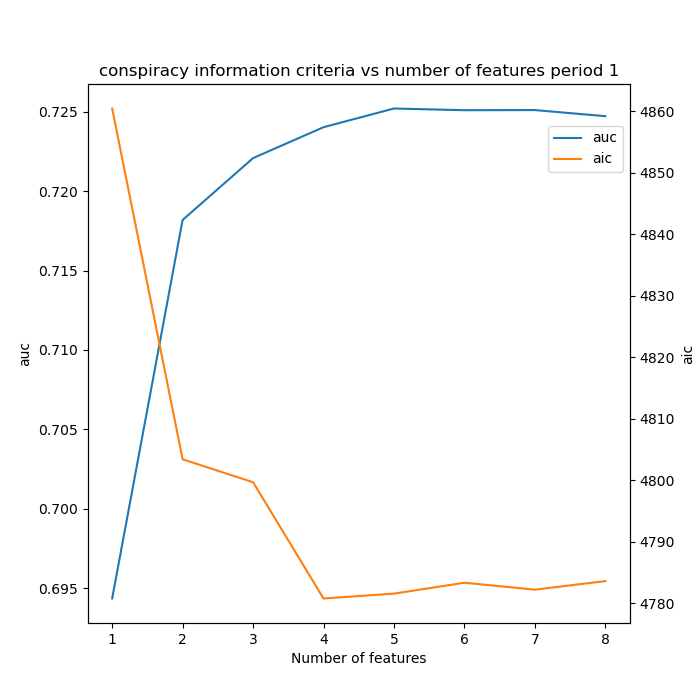 conspiracy information criteria vs number of features period 1
0.725
0.720
0.715
0.710
0.705
0.700
0.695
auc
4860
4850
4840
4830
4820
4810
4800
4790
4780
aic
auc
aic
1 2 3 4 5 6 7 8
Number of features